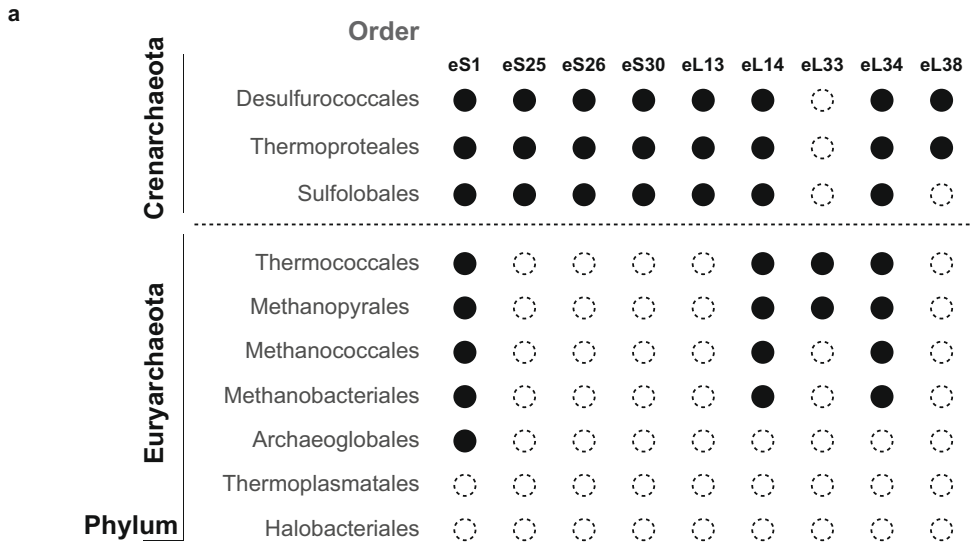 a
Order
eS1 eS25 eS26 eS30 eL13 eL14 eL33 eL34 eL38
Crenarchaeota
Desulfurococcales
Thermoproteales
Sulfolobales
Euryarchaeota
Thermococcales
Methanopyrales
Methanococcales
Methanobacteriales
Archaeoglobales
Thermoplasmatales
Phylum
Halobacteriales